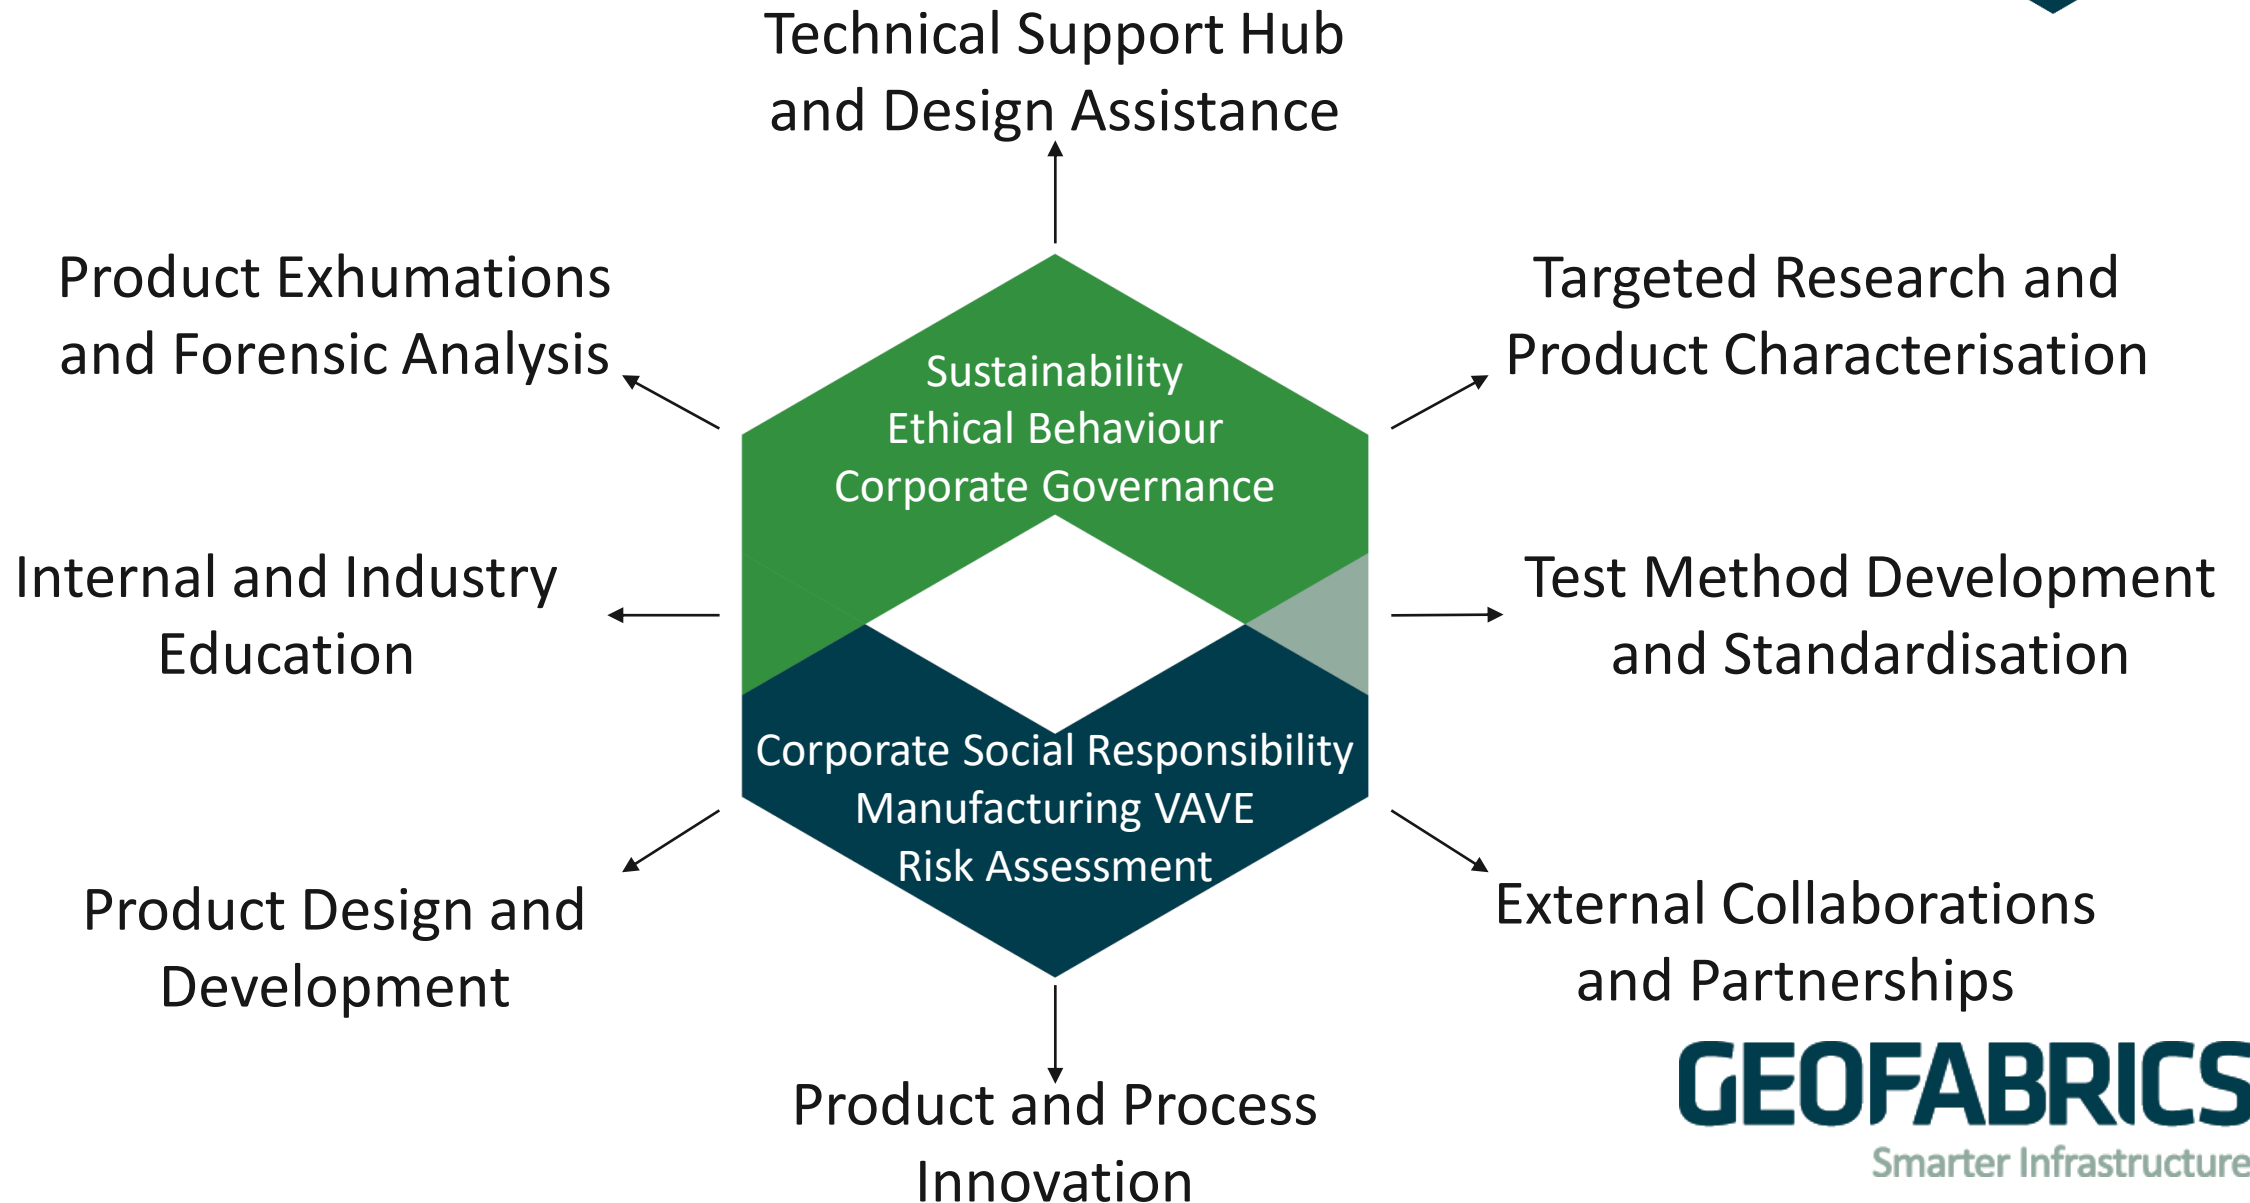 Technical Support Hub
and Design Assistance
Product Exhumations
and Forensic Analysis
Targeted Research and
Product Characterisation
Sustainability
Ethical Behaviour
Corporate Governance
Internal and Industry
Education
Test Method Development
and Standardisation
Corporate Social Responsibility
Manufacturing VAVE
Risk Assessment
Product Design and
Development
External Collaborations
and Partnerships
Product and Process
Innovation
GEOFABRICS
Smarter Infrastructure